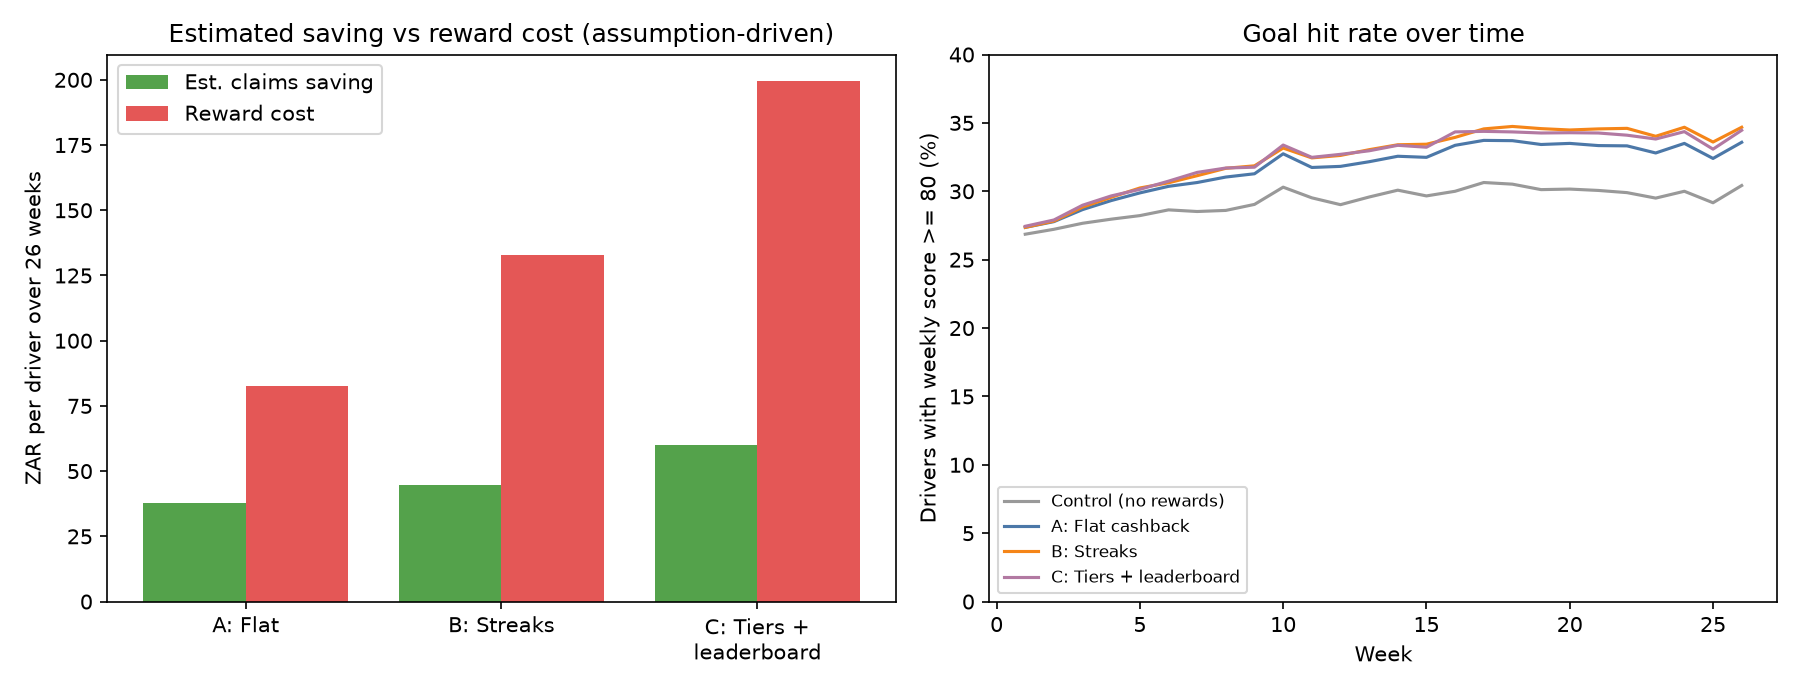 Estimated saving vs reward cost (assumption-driven)
Est. claims saving
Reward cost
ZAR per driver over 26 weeks
200
175
150
125
100
75
50
25
0
A: Flat
B: Streaks
C: Tiers +
leaderboard
Goal hit rate over time
Drivers with weekly score >= 80 (%)
40
35
30
25
20
15
10
5
0
Control (no rewards)
A: Flat cashback
B: Streaks
C: Tiers + leaderboard
0
5
10
15
20
25
Week